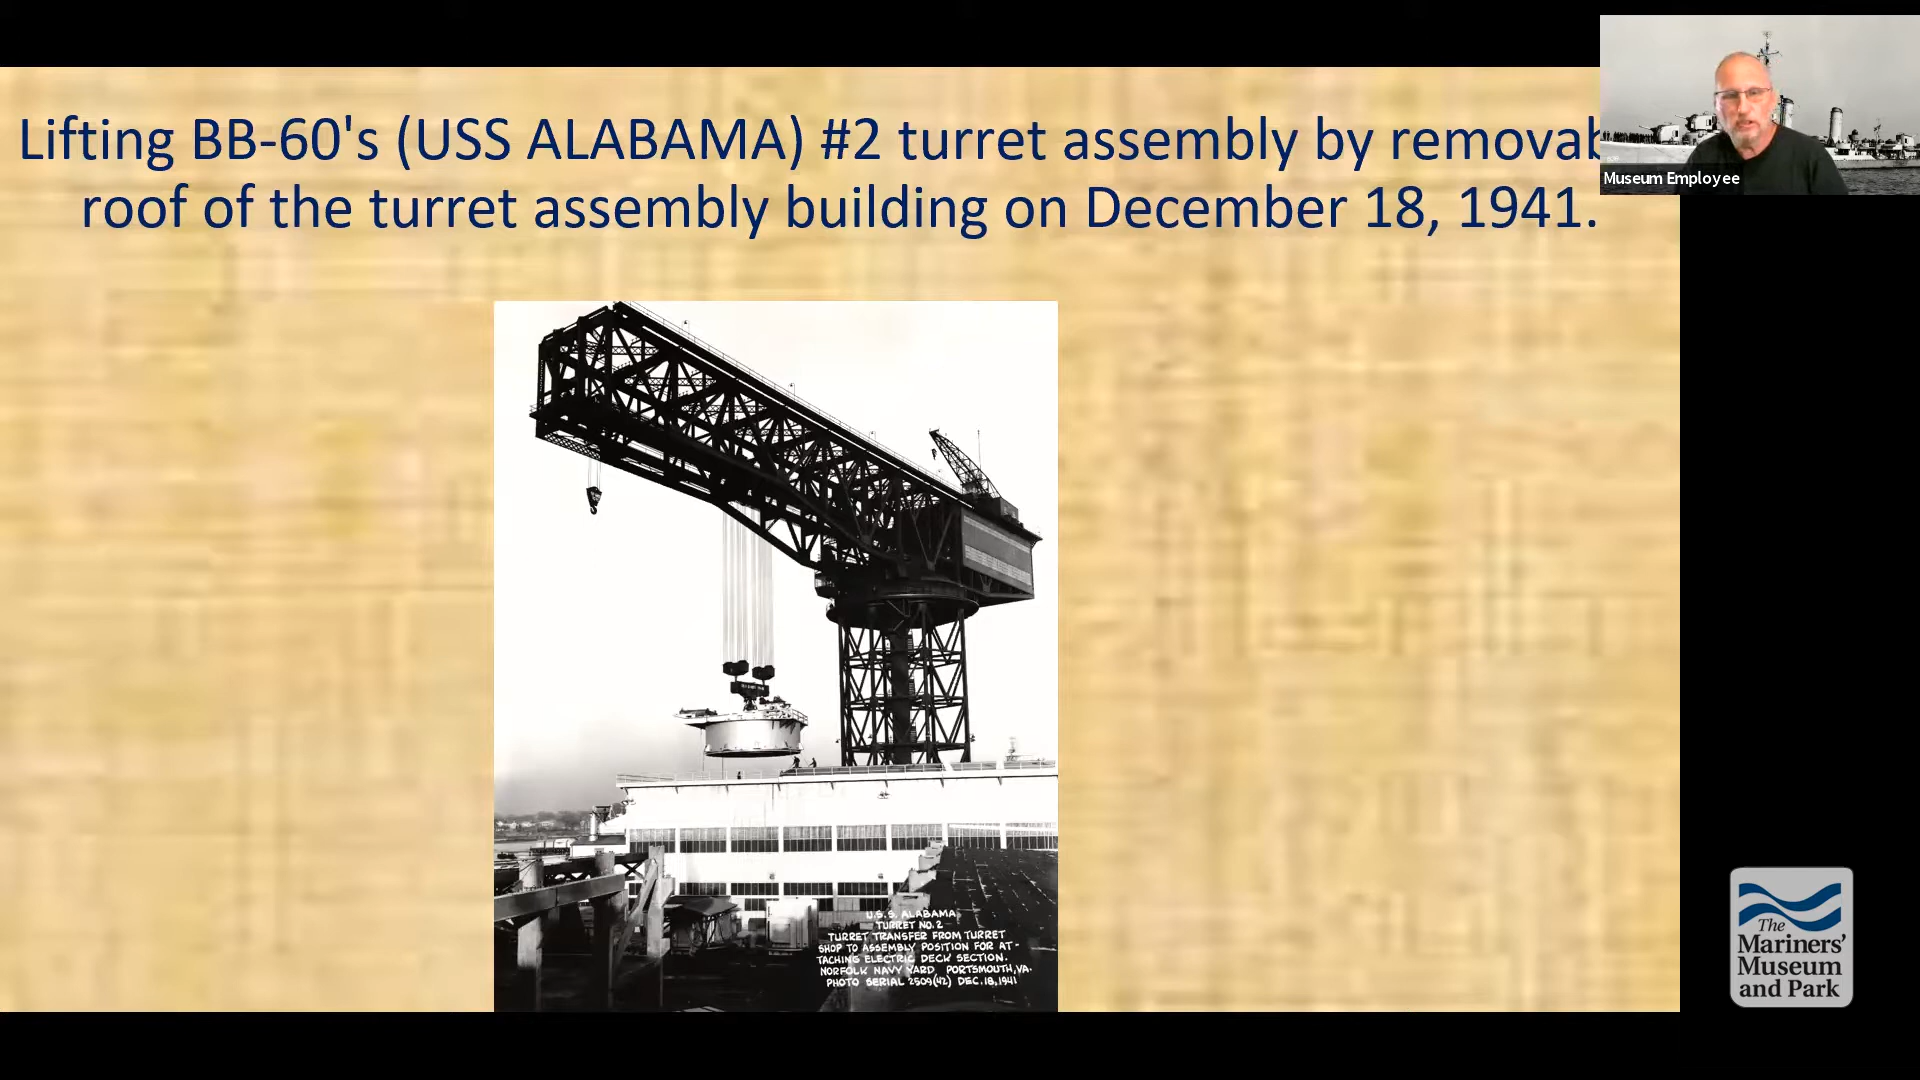 Lifting BB-60's (USS ALABAMA) #2 turret assembly by removab
roof of the turret assembly building on December 18, 1941.
Museum Employee
U.S.S. ALABAMA
TURRET NO. 2
TURRET TRANSFER FROM TURRET
SHOP TO ASSEMBLY POSITION FOR AT-
TACHING ELECTRIC DECK SECTION.
NORFOLK NAVY YARD PORTSMOUTH, VA.
PHOTO SERIAL 2509(42) DEC. 18, 1941
The
Mariners'
Museum
and Park